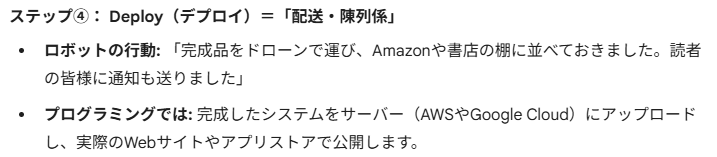 ステップ④： Deploy（デプロイ）＝「配送・陳列係」
• ロボットの行動: 「完成品をドローンで運び、Amazonや書店の棚に並べておきました。読者
の皆様に通知も送りました」
• プログラミングでは: 完成したシステムをサーバー（AWSやGoogle Cloud）にアップロード
し、実際のWebサイトやアプリストアで公開します。